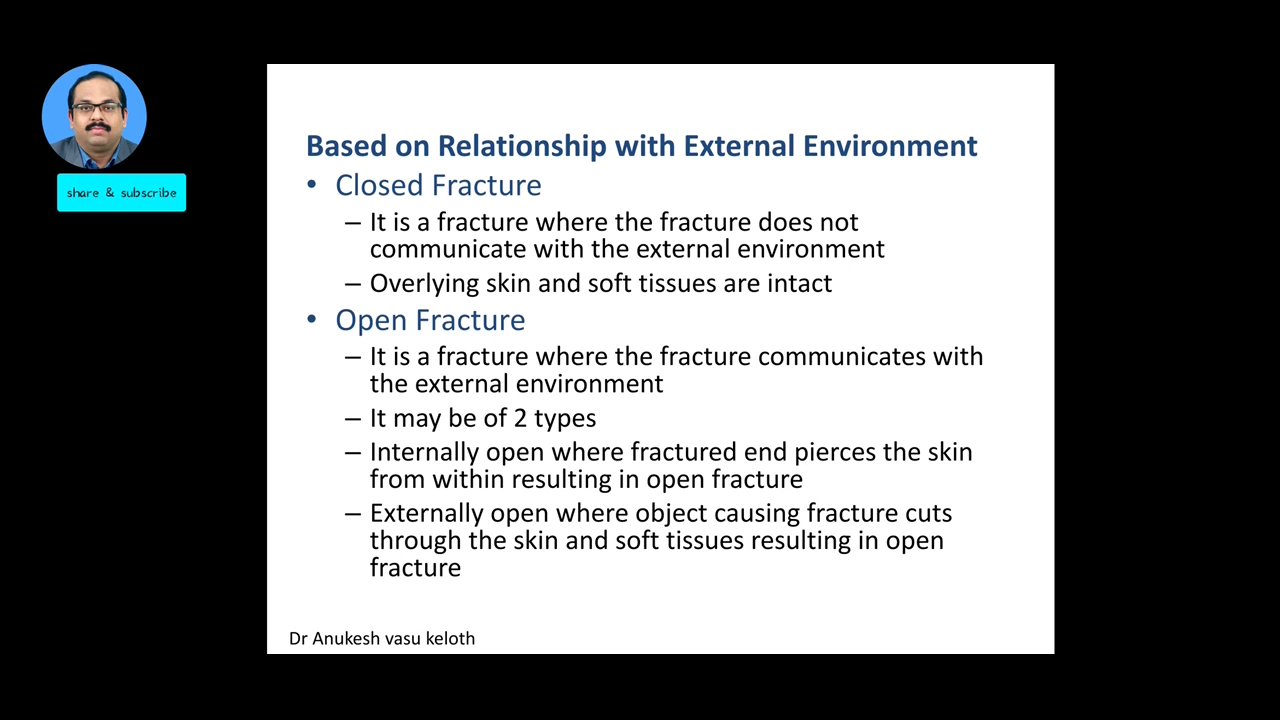 share & subscribe
Based on Relationship with External Environment
• Closed Fracture
– It is a fracture where the fracture does not
communicate with the external environment
– Overlying skin and soft tissues are intact
• Open Fracture
– It is a fracture where the fracture communicates with
the external environment
– It may be of 2 types
– Internally open where fractured end pierces the skin
from within resulting in open fracture
– Externally open where object causing fracture cuts
through the skin and soft tissues resulting in open
fracture
Dr Anukesh vasu keloth